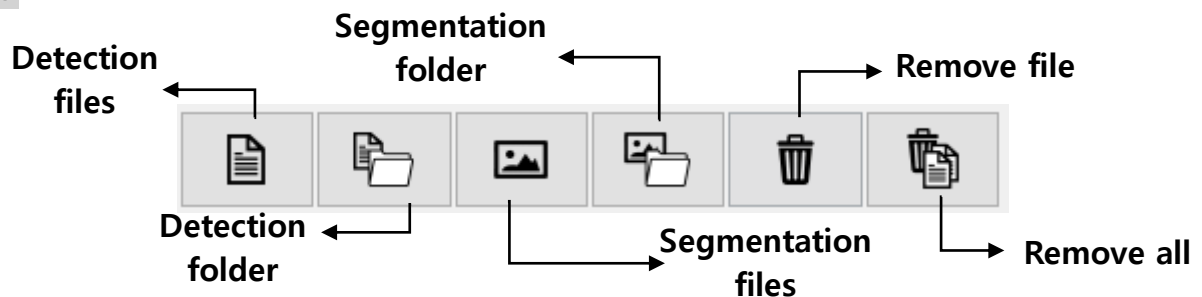 Segmentation
folder
Detection
files
Remove file
Detection
folder
Segmentation
files
Remove all